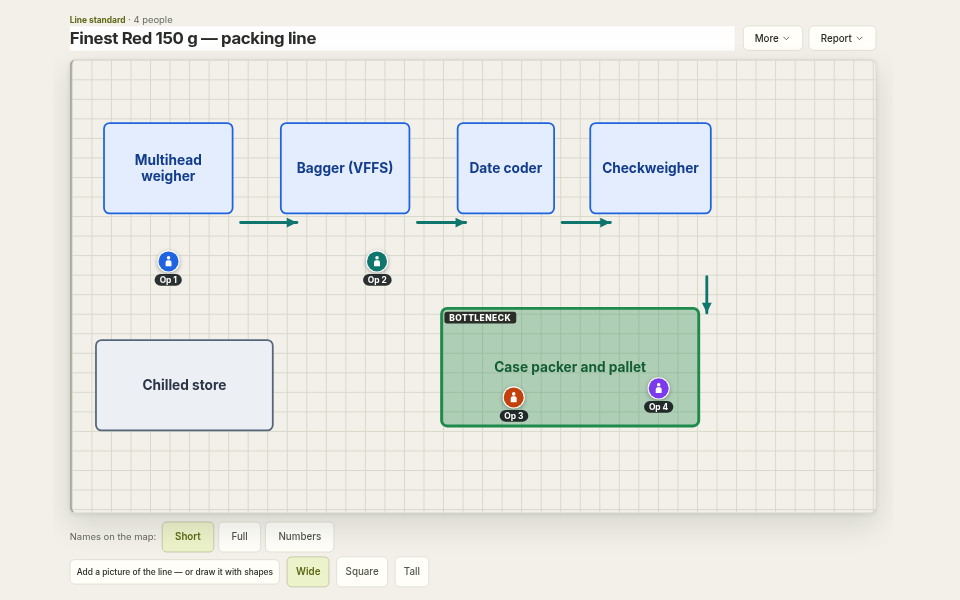 Line standard · 4 people
Finest Red 150 g — packing line
More
Report
Multihead
weigher
Bagger (VFFS)
Date coder
Checkweigher
Op 1
Op 2
BOTTLENECK
Case packer and pallet
Chilled store
Op 3
Op 4
Names on the map:
Short
Full
Numbers
Add a picture of the line — or draw it with shapes
Wide
Square
Tall